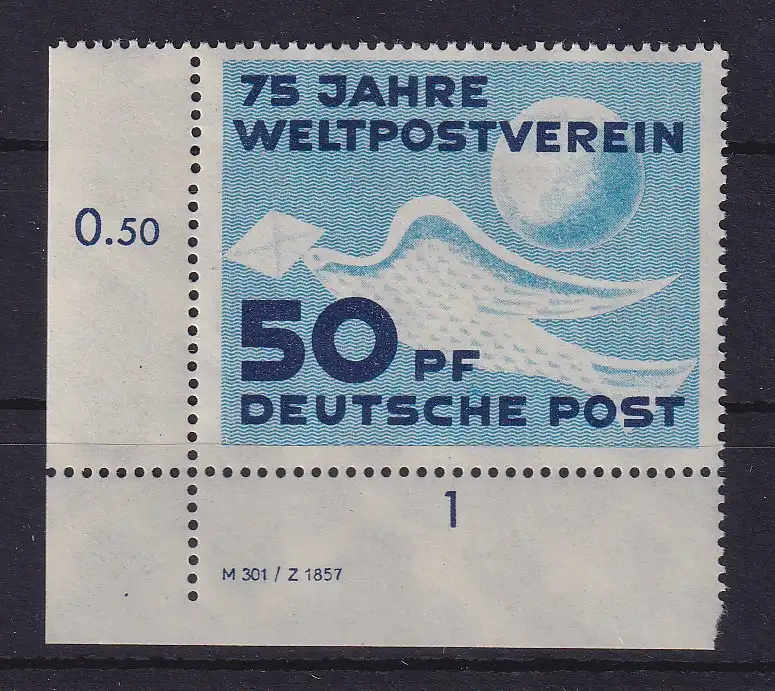 75 JAHRE
WELTPOSTVEREIN
0.50
50 PF
DEUTSCHE POST
1
M 301 / Z 1857